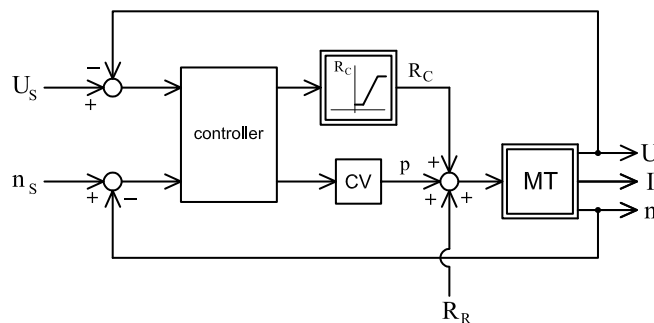 −
U_S
+
R_C
R_C
controller
n_S
+
−
CV
p
+
+
+
MT
U
I
n
R_R